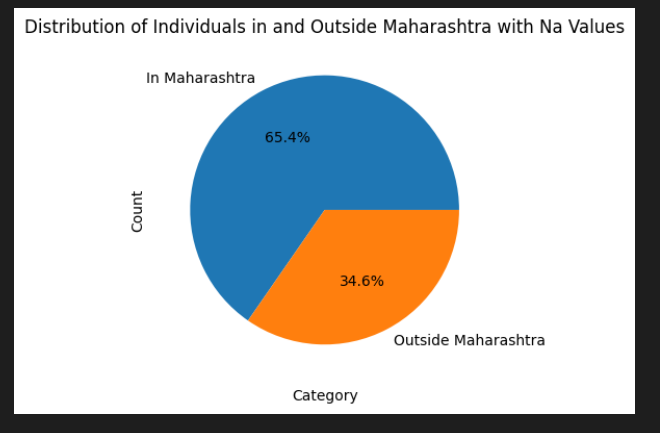 Distribution of Individuals in and Outside Maharashtra with Na Values
In Maharashtra
65.4%
Count
34.6%
Outside Maharashtra
Category